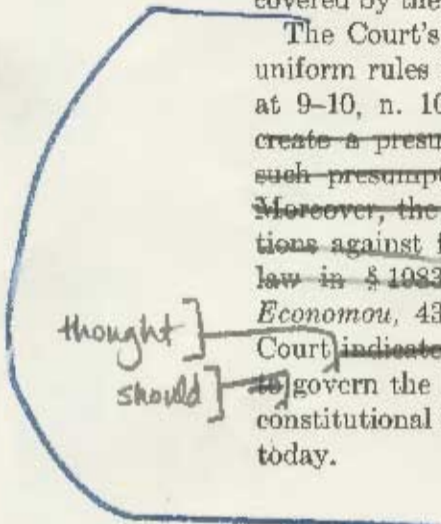 covered by the
The Court's
uniform rules
at 9–10, n. 10
create a presu
such presumpt
Moreover, the
tions against f
law in § 1983
Economou, 43
thought] Court indicate
should] to govern the
constitutional
today.